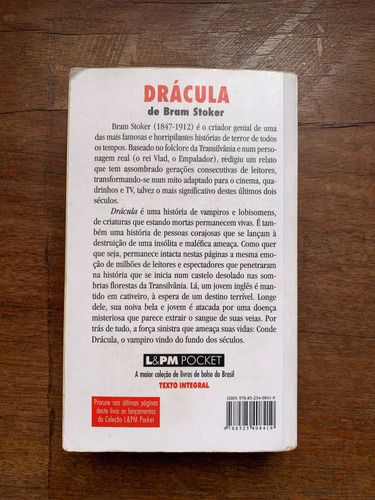 DRÁCULA
de Bram Stoker
Bram Stoker (1847-1912) é o criador genial de uma
das mais famosas e horripilantes histórias de terror de todos
os tempos. Baseado no folclore da Transilvânia e num perso-
nagem real (o rei Vlad, o Empalador), redigiu um relato
que tem assombrado gerações consecutivas de leitores,
transformando-se num mito adaptado para o cinema, qua-
drinhos e TV, talvez o mais significativo destes últimos dois
séculos.
Drácula é uma história de vampiros e lobisomens,
de criaturas que estando mortas permanecem vivas. É tam-
bém uma história de pessoas corajosas que se lançam à
destruição de uma insólita e maléfica ameaça. Como quer
que seja, permanece intacta nestas páginas a mesma emo-
ção de milhões de leitores e espectadores que penetraram
na história que se inicia num castelo desolado nas som-
brias florestas da Transilvânia. Lá, um jovem inglês é man-
tido em cativeiro, à espera de um destino terrível. Longe
dele, sua noiva bela e jovem é atacada por uma doença
misteriosa que parece extrair o sangue de suas veias. Por
trás de tudo, a força sinistra que ameaça suas vidas: Conde
Drácula, o vampiro vindo do fundo dos séculos.
L&PM POCKET
A maior coleção de livros de bolso do Brasil
TEXTO INTEGRAL
Procure nas últimas páginas
deste livro os lançamentos
da Coleção L&PM Pocket
ISBN 978-85-254-0841-9
9 788525 408419